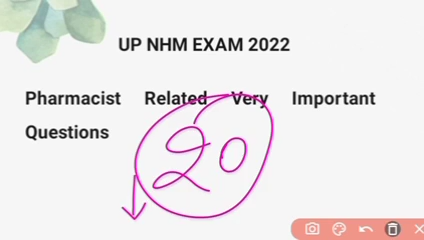 UP NHM EXAM 2022
Pharmacist Related Very Important
Questions
20